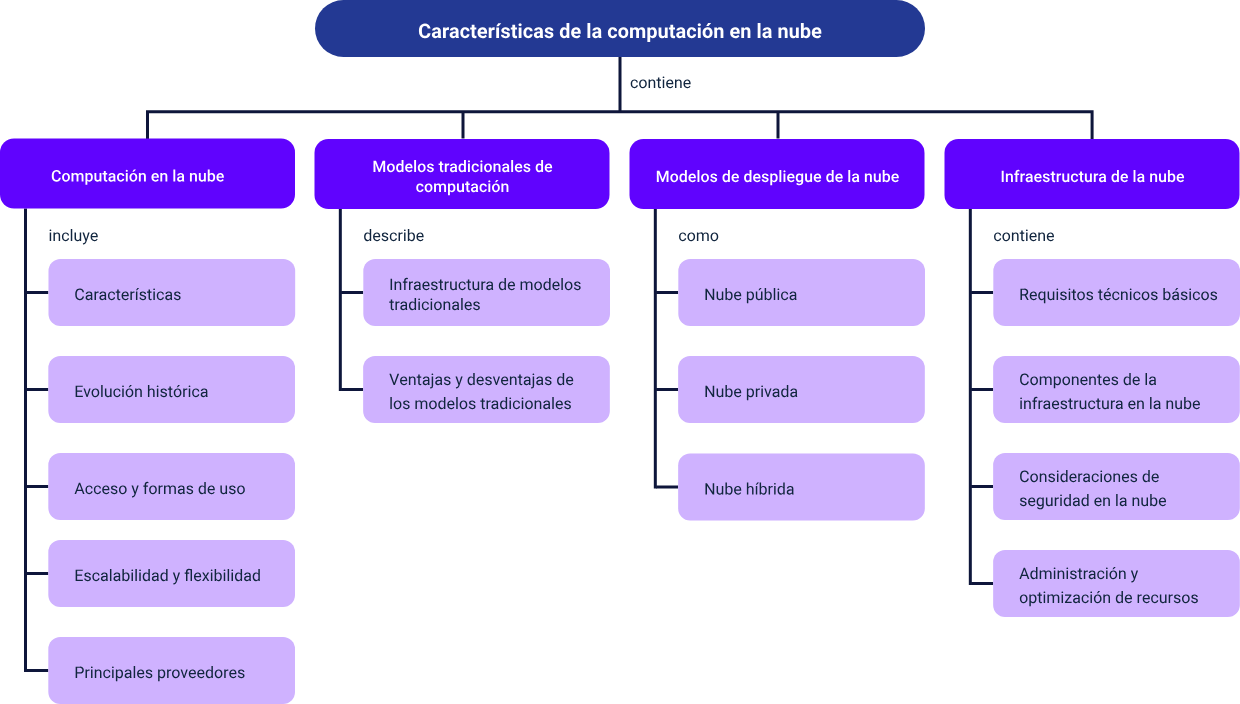 Características de la computación en la nube
contiene
Computación en la nube
incluye
Características
Evolución histórica
Acceso y formas de uso
Escalabilidad y flexibilidad
Principales proveedores
Modelos tradicionales de
computación
describe
Infraestructura de modelos
tradicionales
Ventajas y desventajas de
los modelos tradicionales
Modelos de despliegue de la nube
como
Nube pública
Nube privada
Nube híbrida
Infraestructura de la nube
contiene
Requisitos técnicos básicos
Componentes de la
infraestructura en la nube
Consideraciones de
seguridad en la nube
Administración y
optimización de recursos